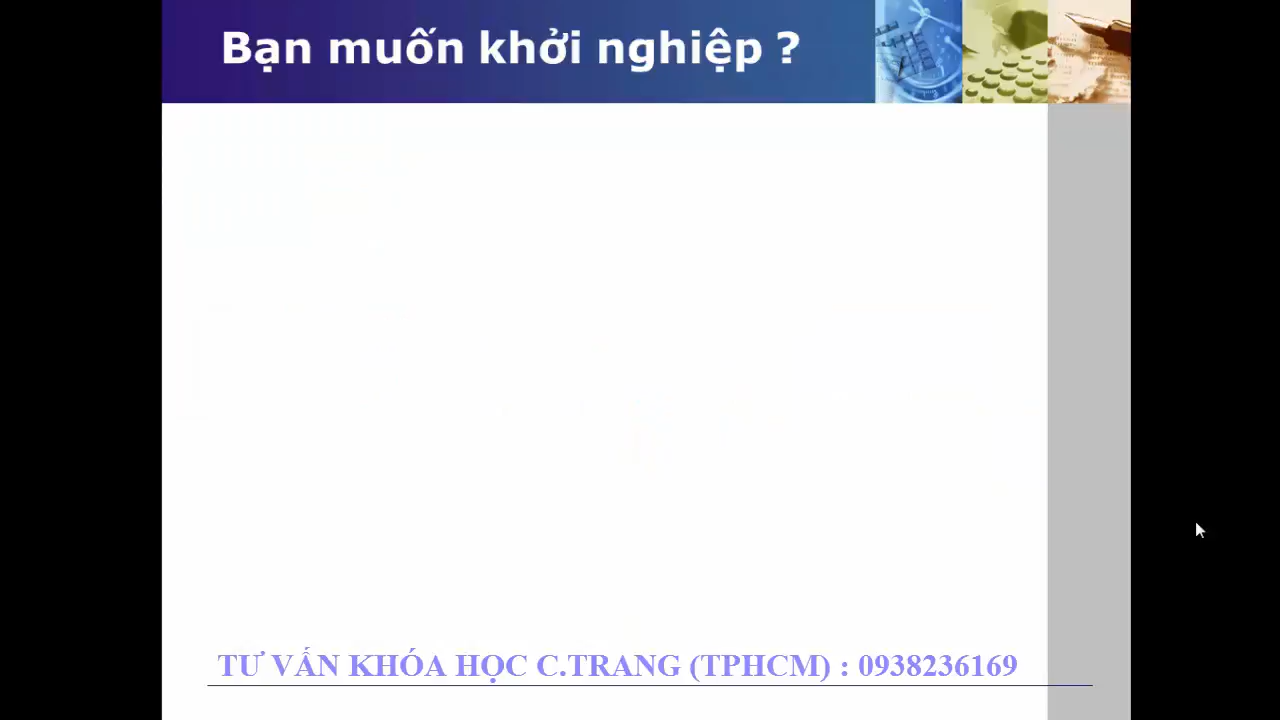 Bạn muốn khởi nghiệp ?
TƯ VẤN KHÓA HỌC C.TRANG (TPHCM) : 0938236169